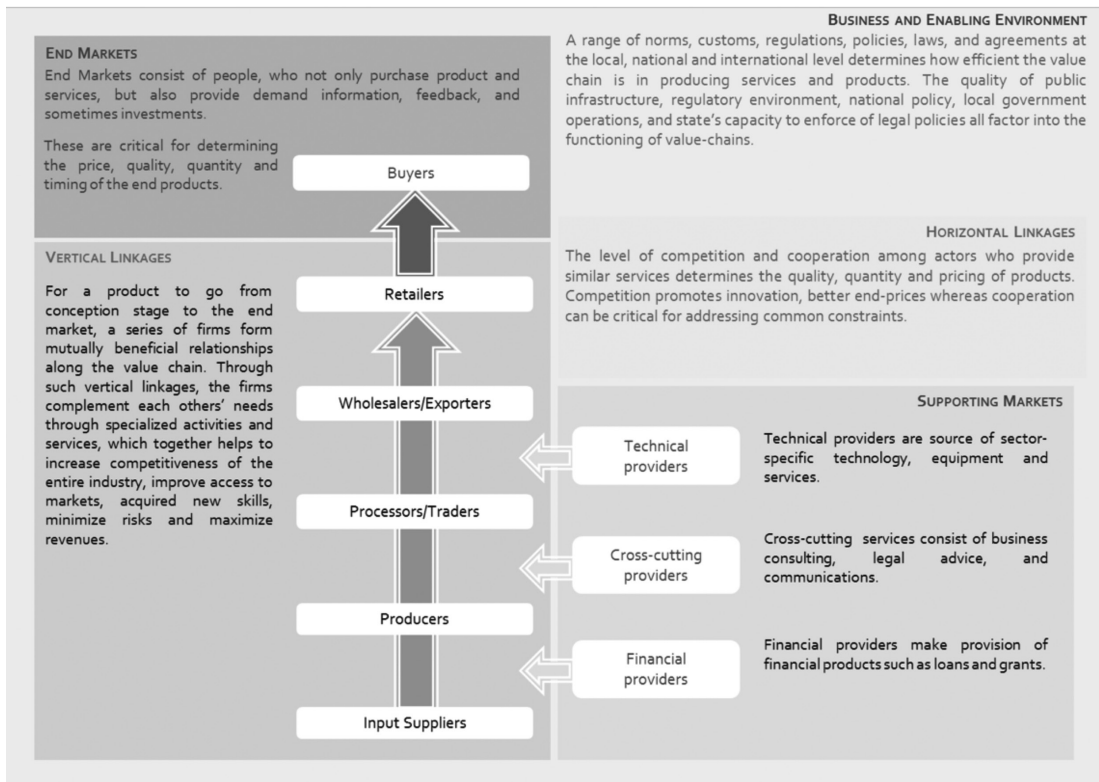 BUSINESS AND ENABLING ENVIRONMENT
A range of norms, customs, regulations, policies, laws, and agreements at
the local, national and international level determines how efficient the value
chain is in producing services and products. The quality of public
infrastructure, regulatory environment, national policy, local government
operations, and state's capacity to enforce of legal policies all factor into the
functioning of value-chains.
END MARKETS
End Markets consist of people, who not only purchase product and
services, but also provide demand information, feedback, and
sometimes investments.
These are critical for determining
the price, quality, quantity and
timing of the end products.
Buyers
HORIZONTAL LINKAGES
The level of competition and cooperation among actors who provide
similar services determines the quality, quantity and pricing of products.
Competition promotes innovation, better end-prices whereas cooperation
can be critical for addressing common constraints.
VERTICAL LINKAGES
For a product to go from
conception stage to the end
market, a series of firms form
mutually beneficial relationships
along the value chain. Through
such vertical linkages, the firms
complement each others' needs
through specialized activities and
services, which together helps to
increase competitiveness of the
entire industry, improve access to
markets, acquired new skills,
minimize risks and maximize
revenues.
Retailers
Wholesalers/Exporters
Processors/Traders
Producers
Input Suppliers
SUPPORTING MARKETS
Technical
providers
Technical providers are source of sector-
specific technology, equipment and
services.
Cross-cutting
providers
Cross-cutting services consist of business
consulting, legal advice, and
communications.
Financial
providers
Financial providers make provision of
financial products such as loans and grants.